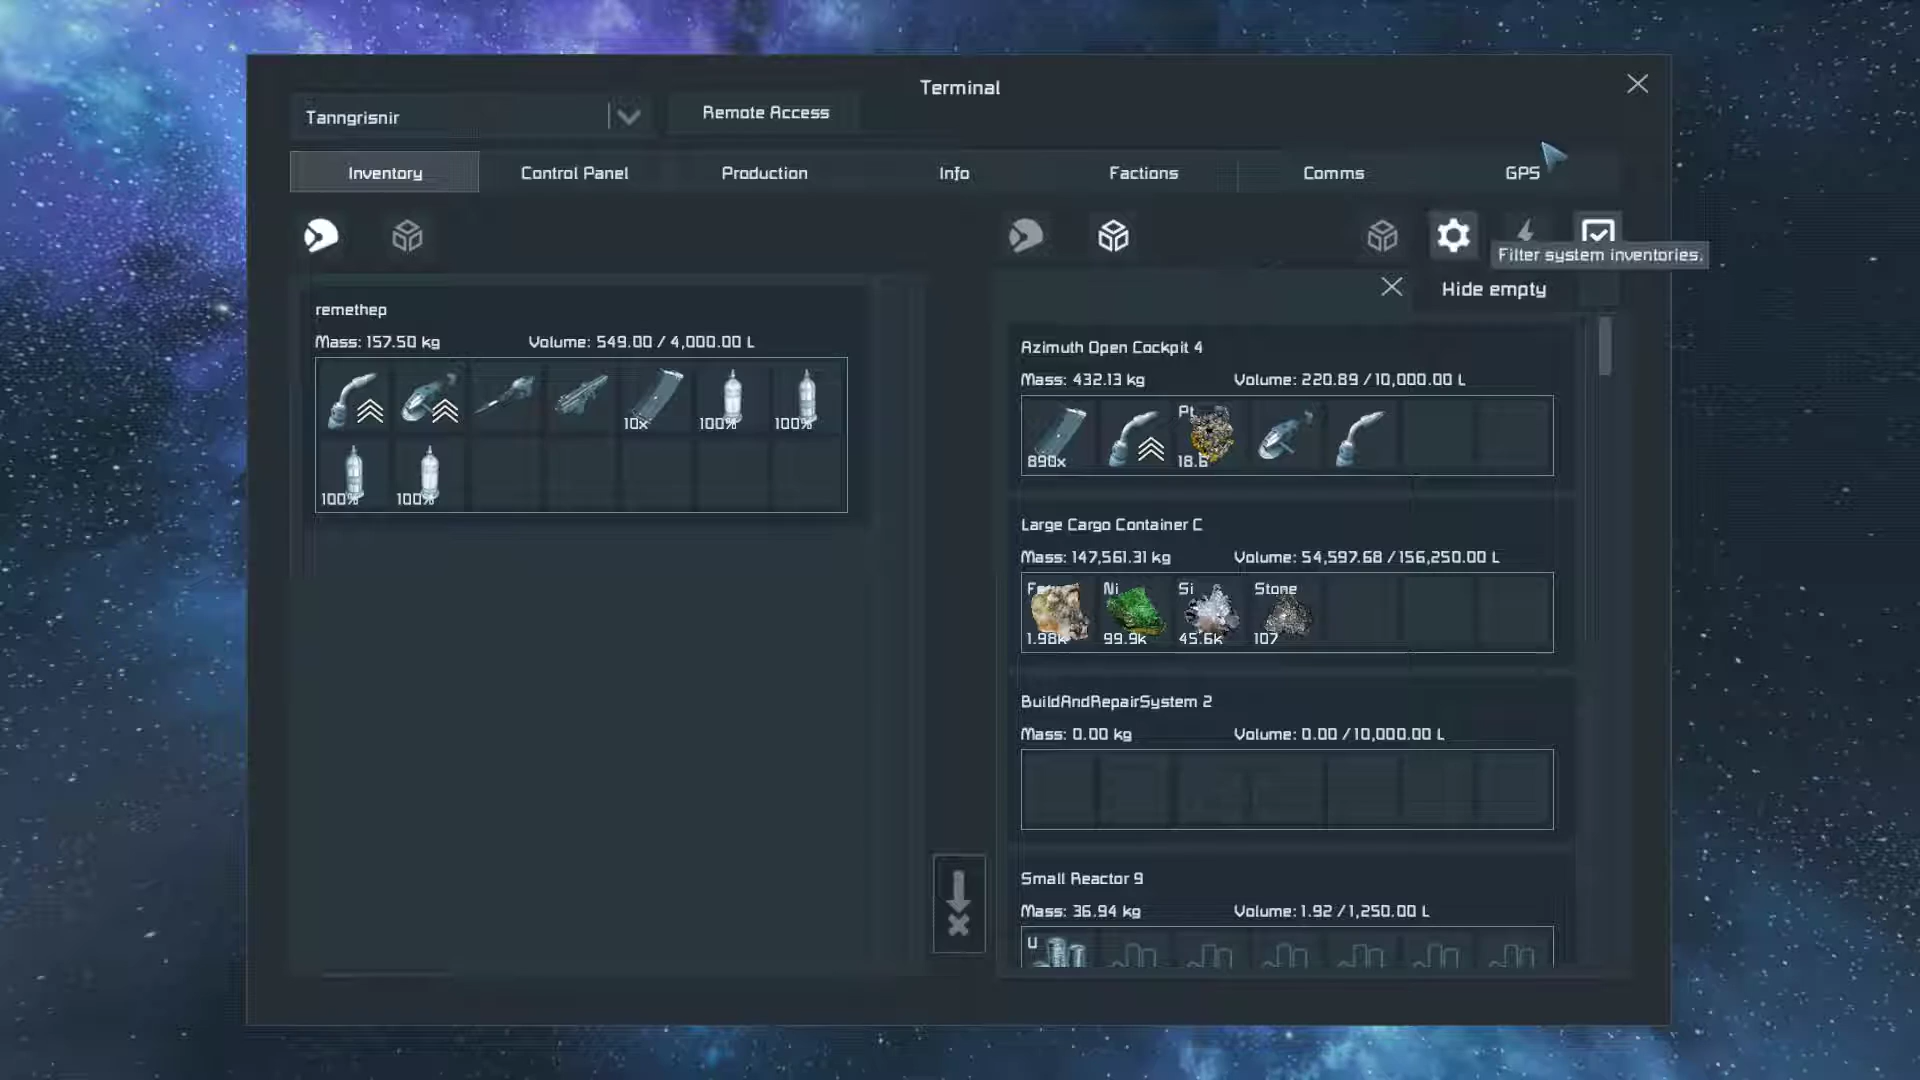 Terminal
Tanngrisnir
Remote Access
Inventory
Control Panel
Production
Info
Factions
Comms
GPS
Filter system inventories.
Hide empty
remethep
Mass: 157.50 kg
Volume: 549.00 / 4,000.00 L
10x
100%
100%
100%
100%
Azimuth Open Cockpit 4
Mass: 432.13 kg
Volume: 220.89 / 10,000.00 L
Pt
890x
18.6
Large Cargo Container C
Mass: 147,561.31 kg
Volume: 54,597.68 / 156,250.00 L
Fe
Ni
Si
Stone
1.98k
99.9k
45.6k
107
BuildAndRepairSystem 2
Mass: 0.00 kg
Volume: 0.00 / 10,000.00 L
Small Reactor 9
Mass: 36.94 kg
Volume: 1.92 / 1,250.00 L
U